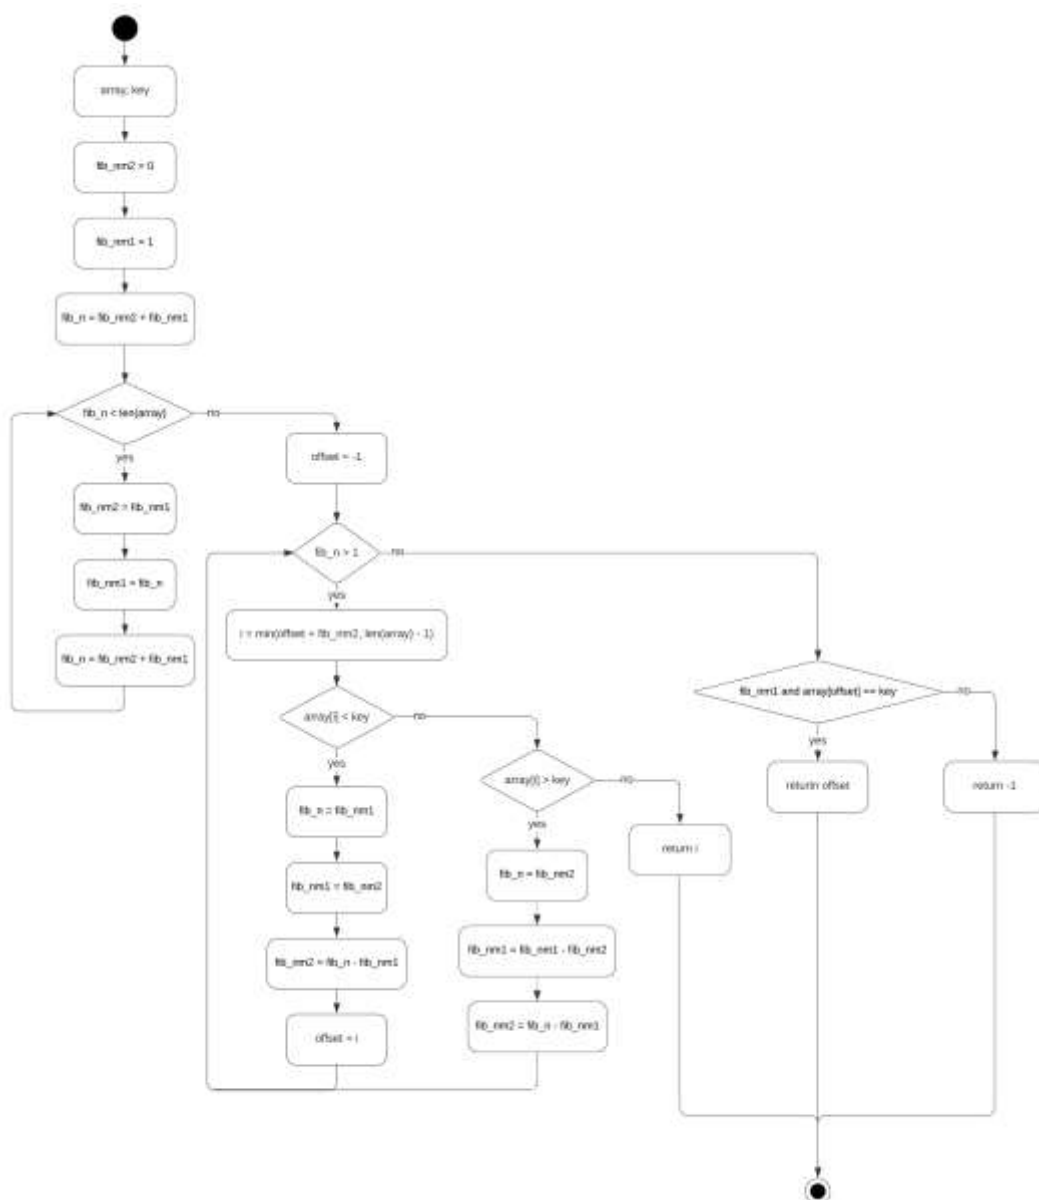 array, key
fib_nm2 = 0
fib_nm1 = 1
fib_n = fib_nm2 + fib_nm1
fib_n < len(array)
no
yes
fib_nm2 = fib_nm1
fib_nm1 = fib_n
fib_n = fib_nm2 + fib_nm1
offset = -1
fib_n > 1
no
yes
i = min(offset + fib_nm2, len(array) - 1)
array[i] < key
no
yes
fib_n = fib_nm1
fib_nm1 = fib_nm2
fib_nm2 = fib_n - fib_nm1
offset = i
array[i] > key
no
yes
fib_n = fib_nm2
fib_nm1 = fib_nm1 - fib_nm2
fib_nm2 = fib_n - fib_nm1
return i
fib_nm1 and array[offset] == key
no
yes
return offset
return -1